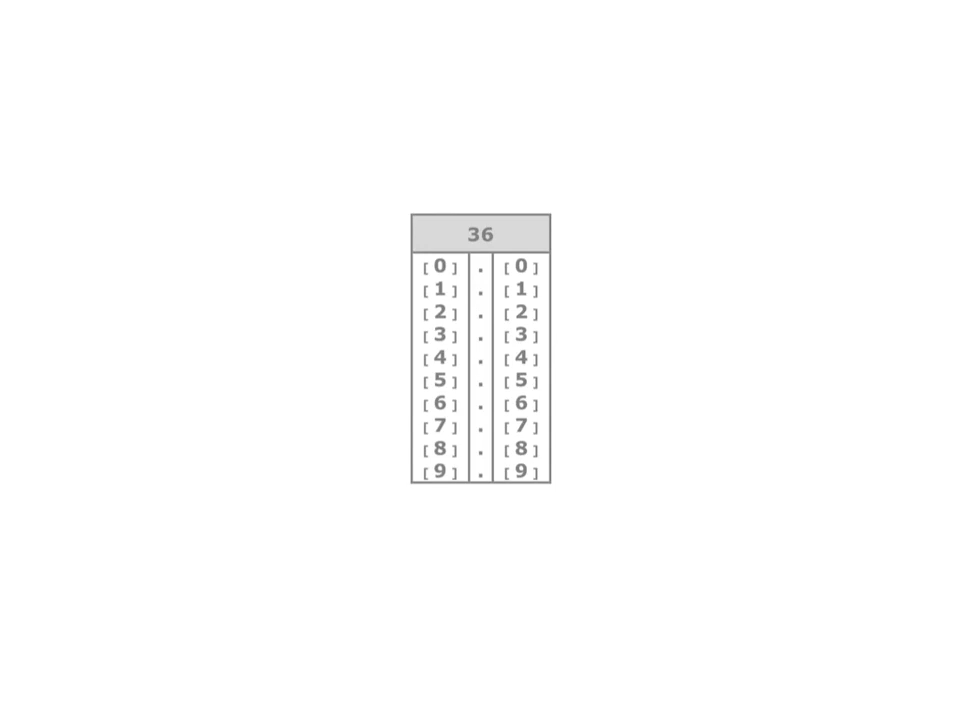 36
[ 0 ] . [ 0 ]
[ 1 ] . [ 1 ]
[ 2 ] . [ 2 ]
[ 3 ] . [ 3 ]
[ 4 ] . [ 4 ]
[ 5 ] . [ 5 ]
[ 6 ] . [ 6 ]
[ 7 ] . [ 7 ]
[ 8 ] . [ 8 ]
[ 9 ] . [ 9 ]